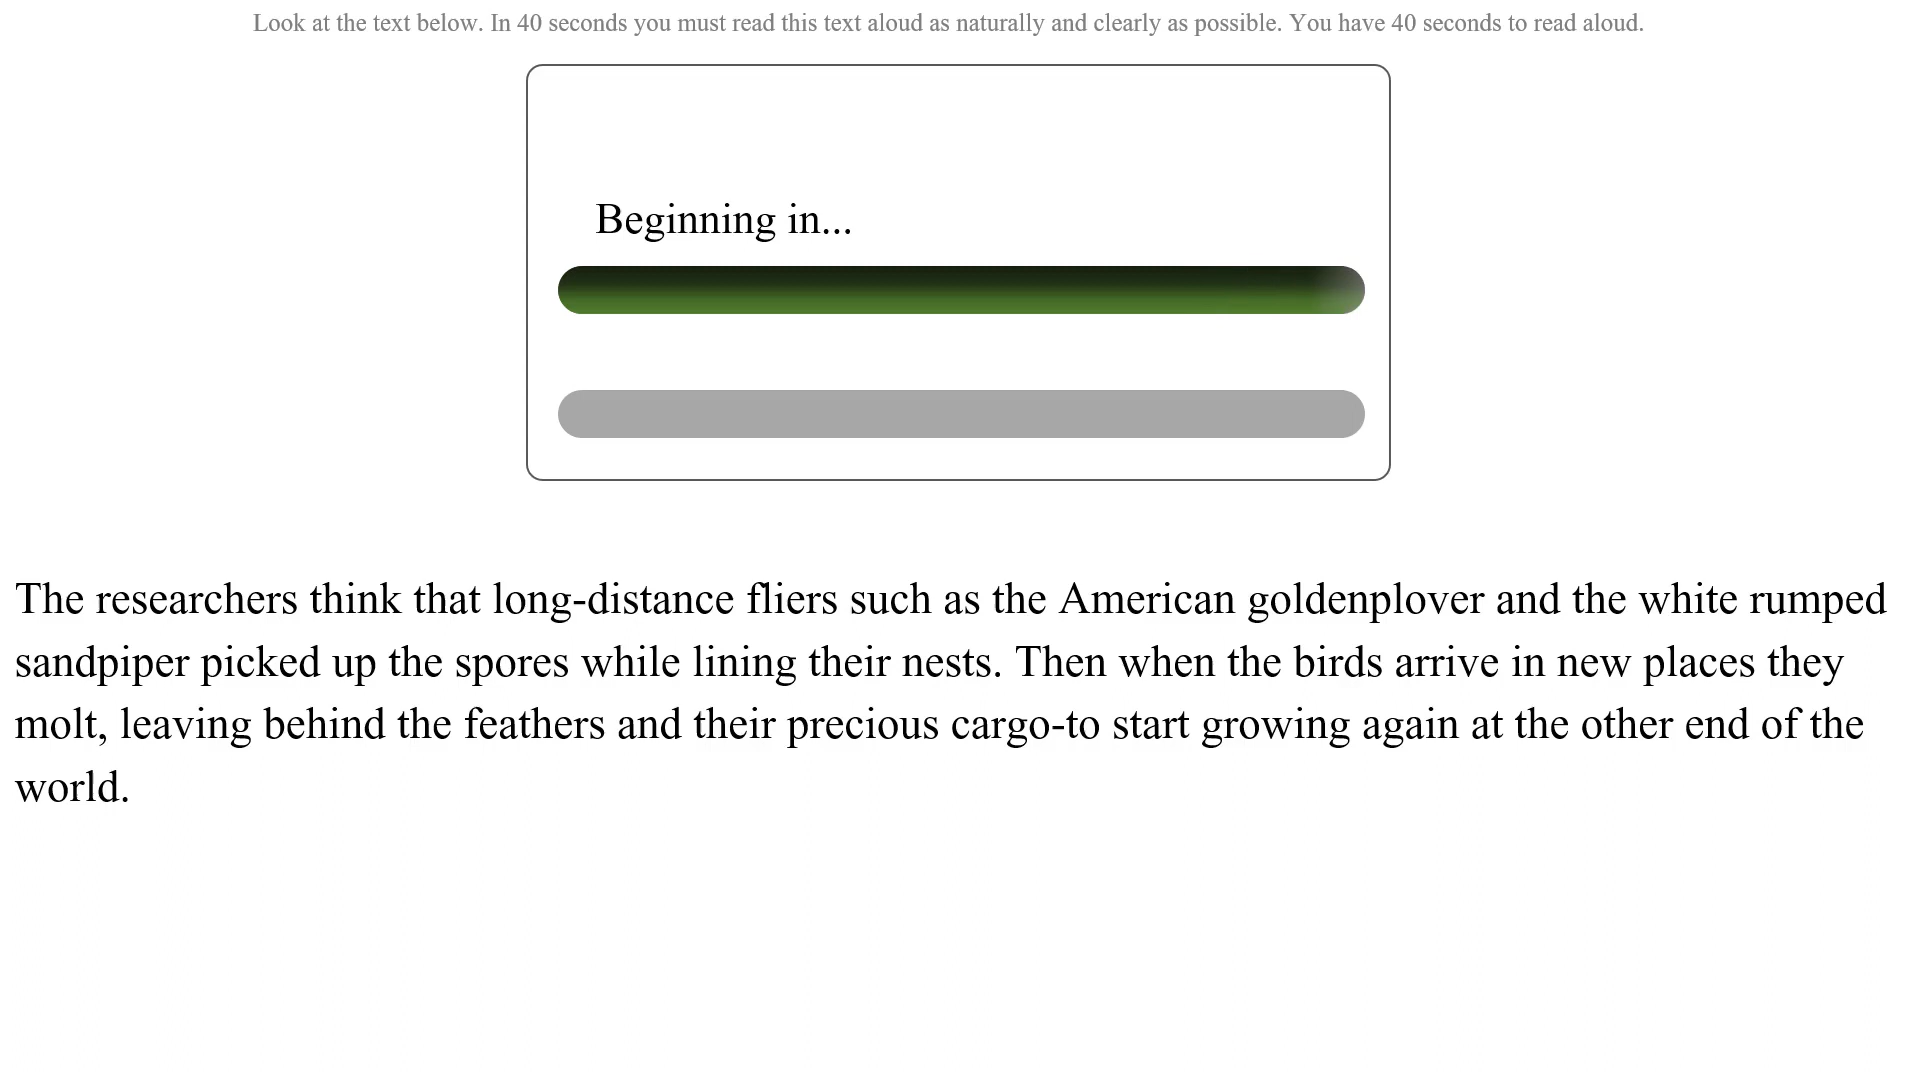 Look at the text below. In 40 seconds you must read this text aloud as naturally and clearly as possible. You have 40 seconds to read aloud.
Beginning in...
The researchers think that long-distance fliers such as the American goldenplover and the white rumped
sandpiper picked up the spores while lining their nests. Then when the birds arrive in new places they
molt, leaving behind the feathers and their precious cargo-to start growing again at the other end of the
world.